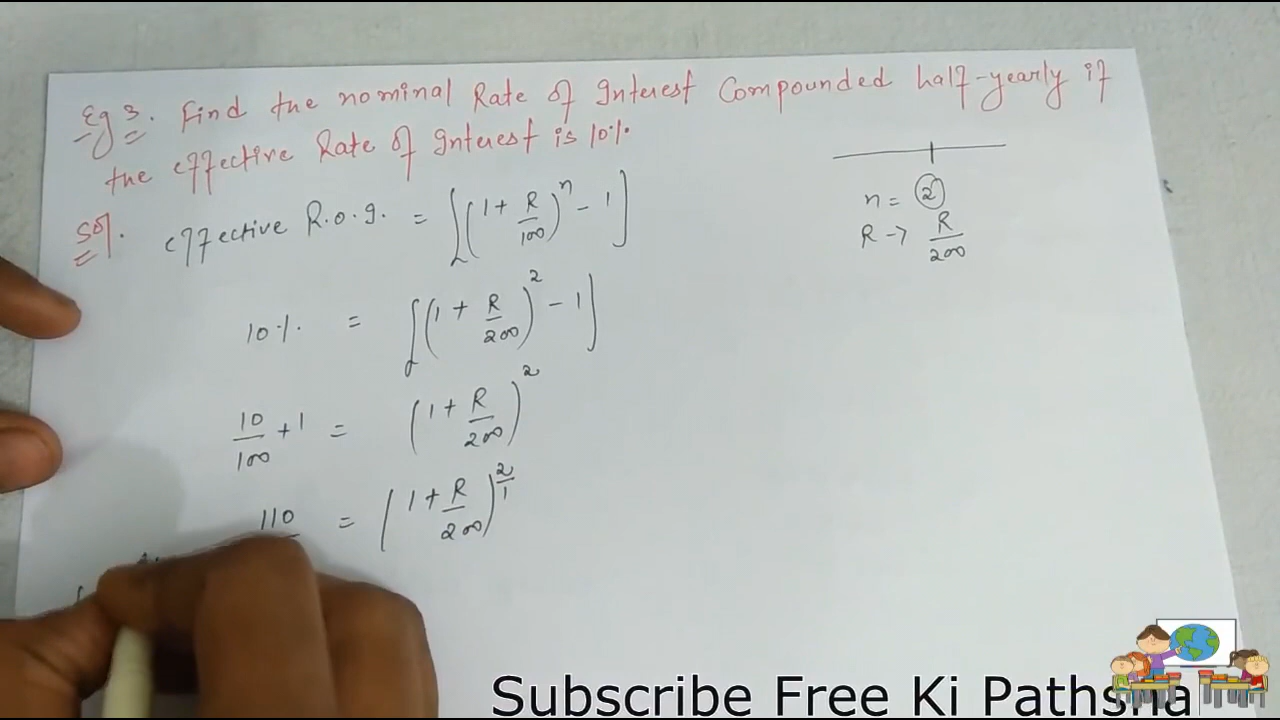 Eg 3. Find the nominal Rate of Interest Compounded half-yearly if
the effective Rate of Interest is 10%.
Sol. effective R.O.I. = [(1 + R/100)^n - 1]
n = 2
R → R/200
10% = [(1 + R/200)^2 - 1]
10/100 + 1 = (1 + R/200)^2
110 = (1 + R/200)^2/1
Subscribe Free Ki Pathsha